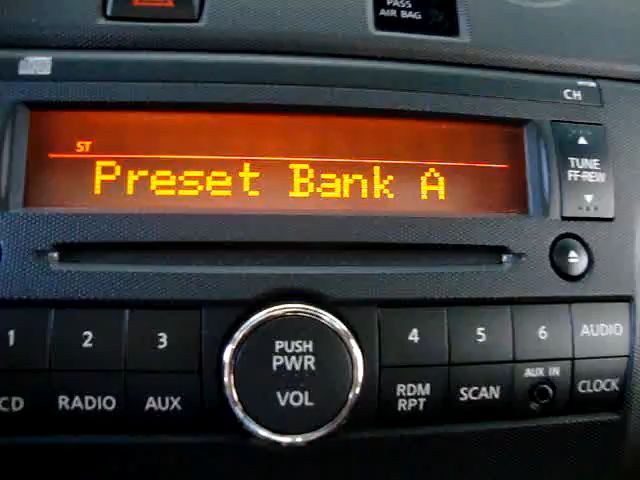 PASS
AIR BAG
CH
ST
Preset Bank A
TUNE
FF·REW
1
2
3
PUSH
PWR
VOL
4
5
6
AUDIO
CD
RADIO
AUX
RDM
RPT
SCAN
AUX IN
CLOCK